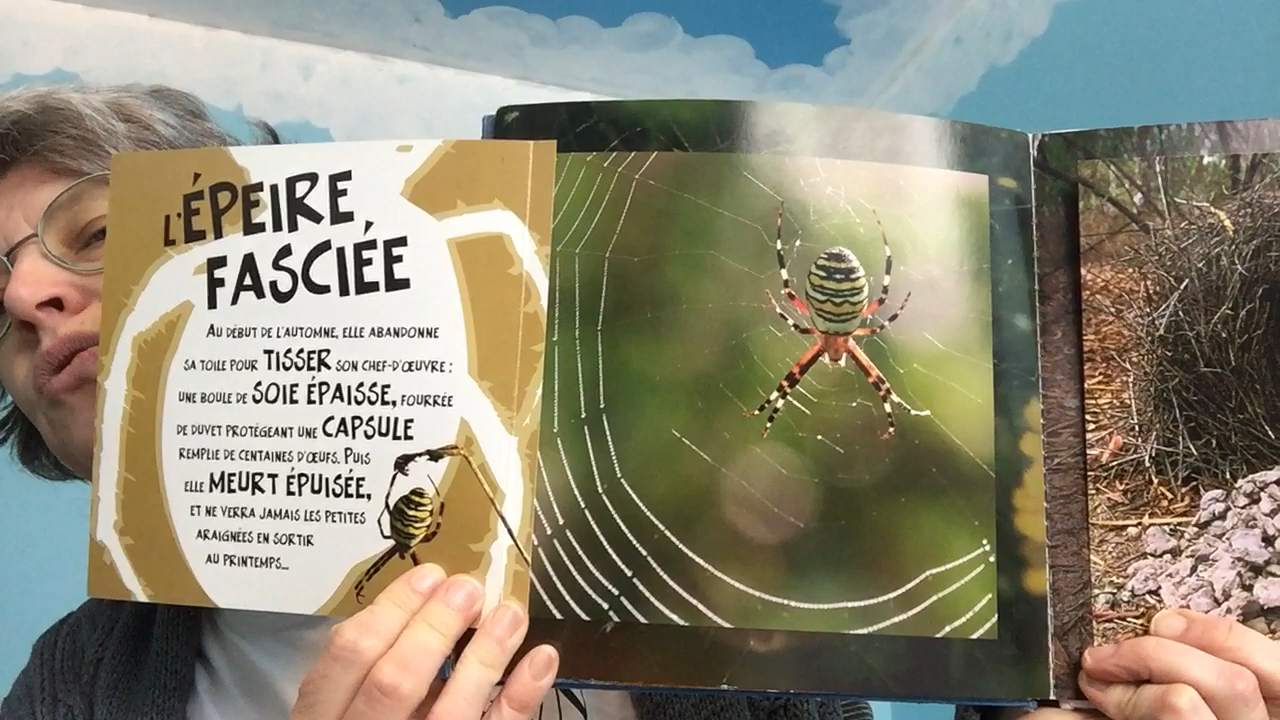 L'ÉPEIRE
FASCIÉE
AU DÉBUT DE L'AUTOMNE, ELLE ABANDONNE
SA TOILE POUR TISSER SON CHEF-D'ŒUVRE :
UNE BOULE DE SOIE ÉPAISSE, FOURRÉE
DE DUVET PROTÉGEANT UNE CAPSULE
REMPLIE DE CENTAINES D'ŒUFS. PUIS
ELLE MEURT ÉPUISÉE,
ET NE VERRA JAMAIS LES PETITES
ARAIGNÉES EN SORTIR
AU PRINTEMPS...